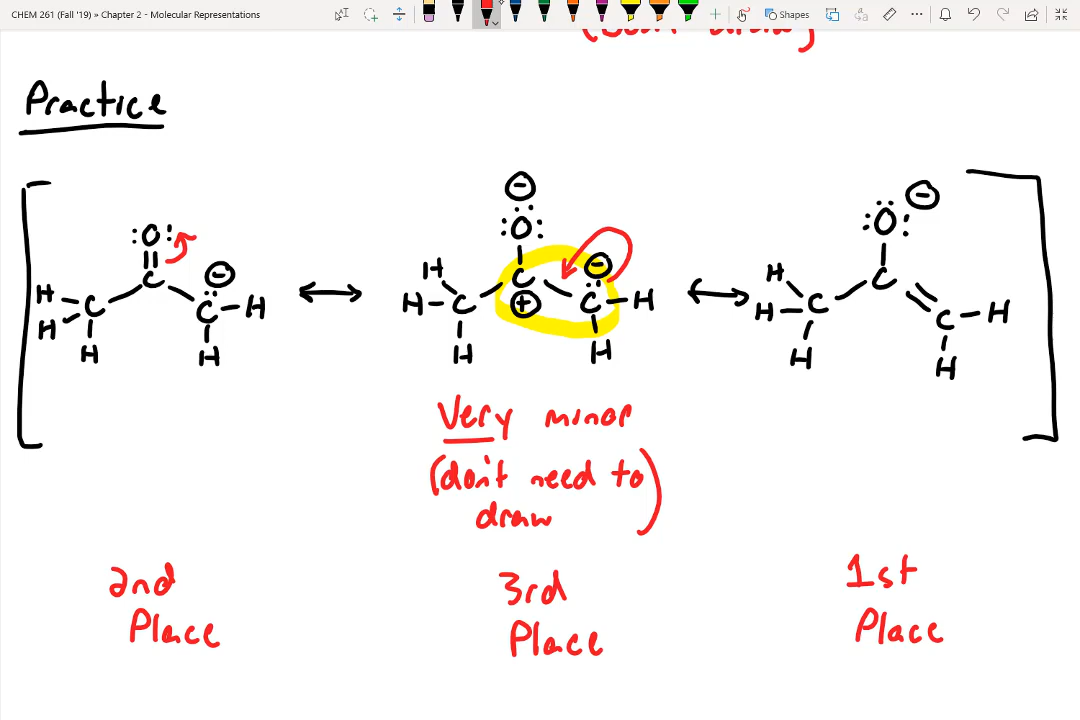 CHEM 261 (Fall '19) > Chapter 2 - Molecular Representations
Shapes
Practice
:O:
H C C C H
H H H
⊖
:O:
H C ⊖
H C ⊕ C H
H H
:O: ⊖
H C
H C C H
H H
Very minor
(don't need to
draw)
2nd
Place
3rd
Place
1st
Place